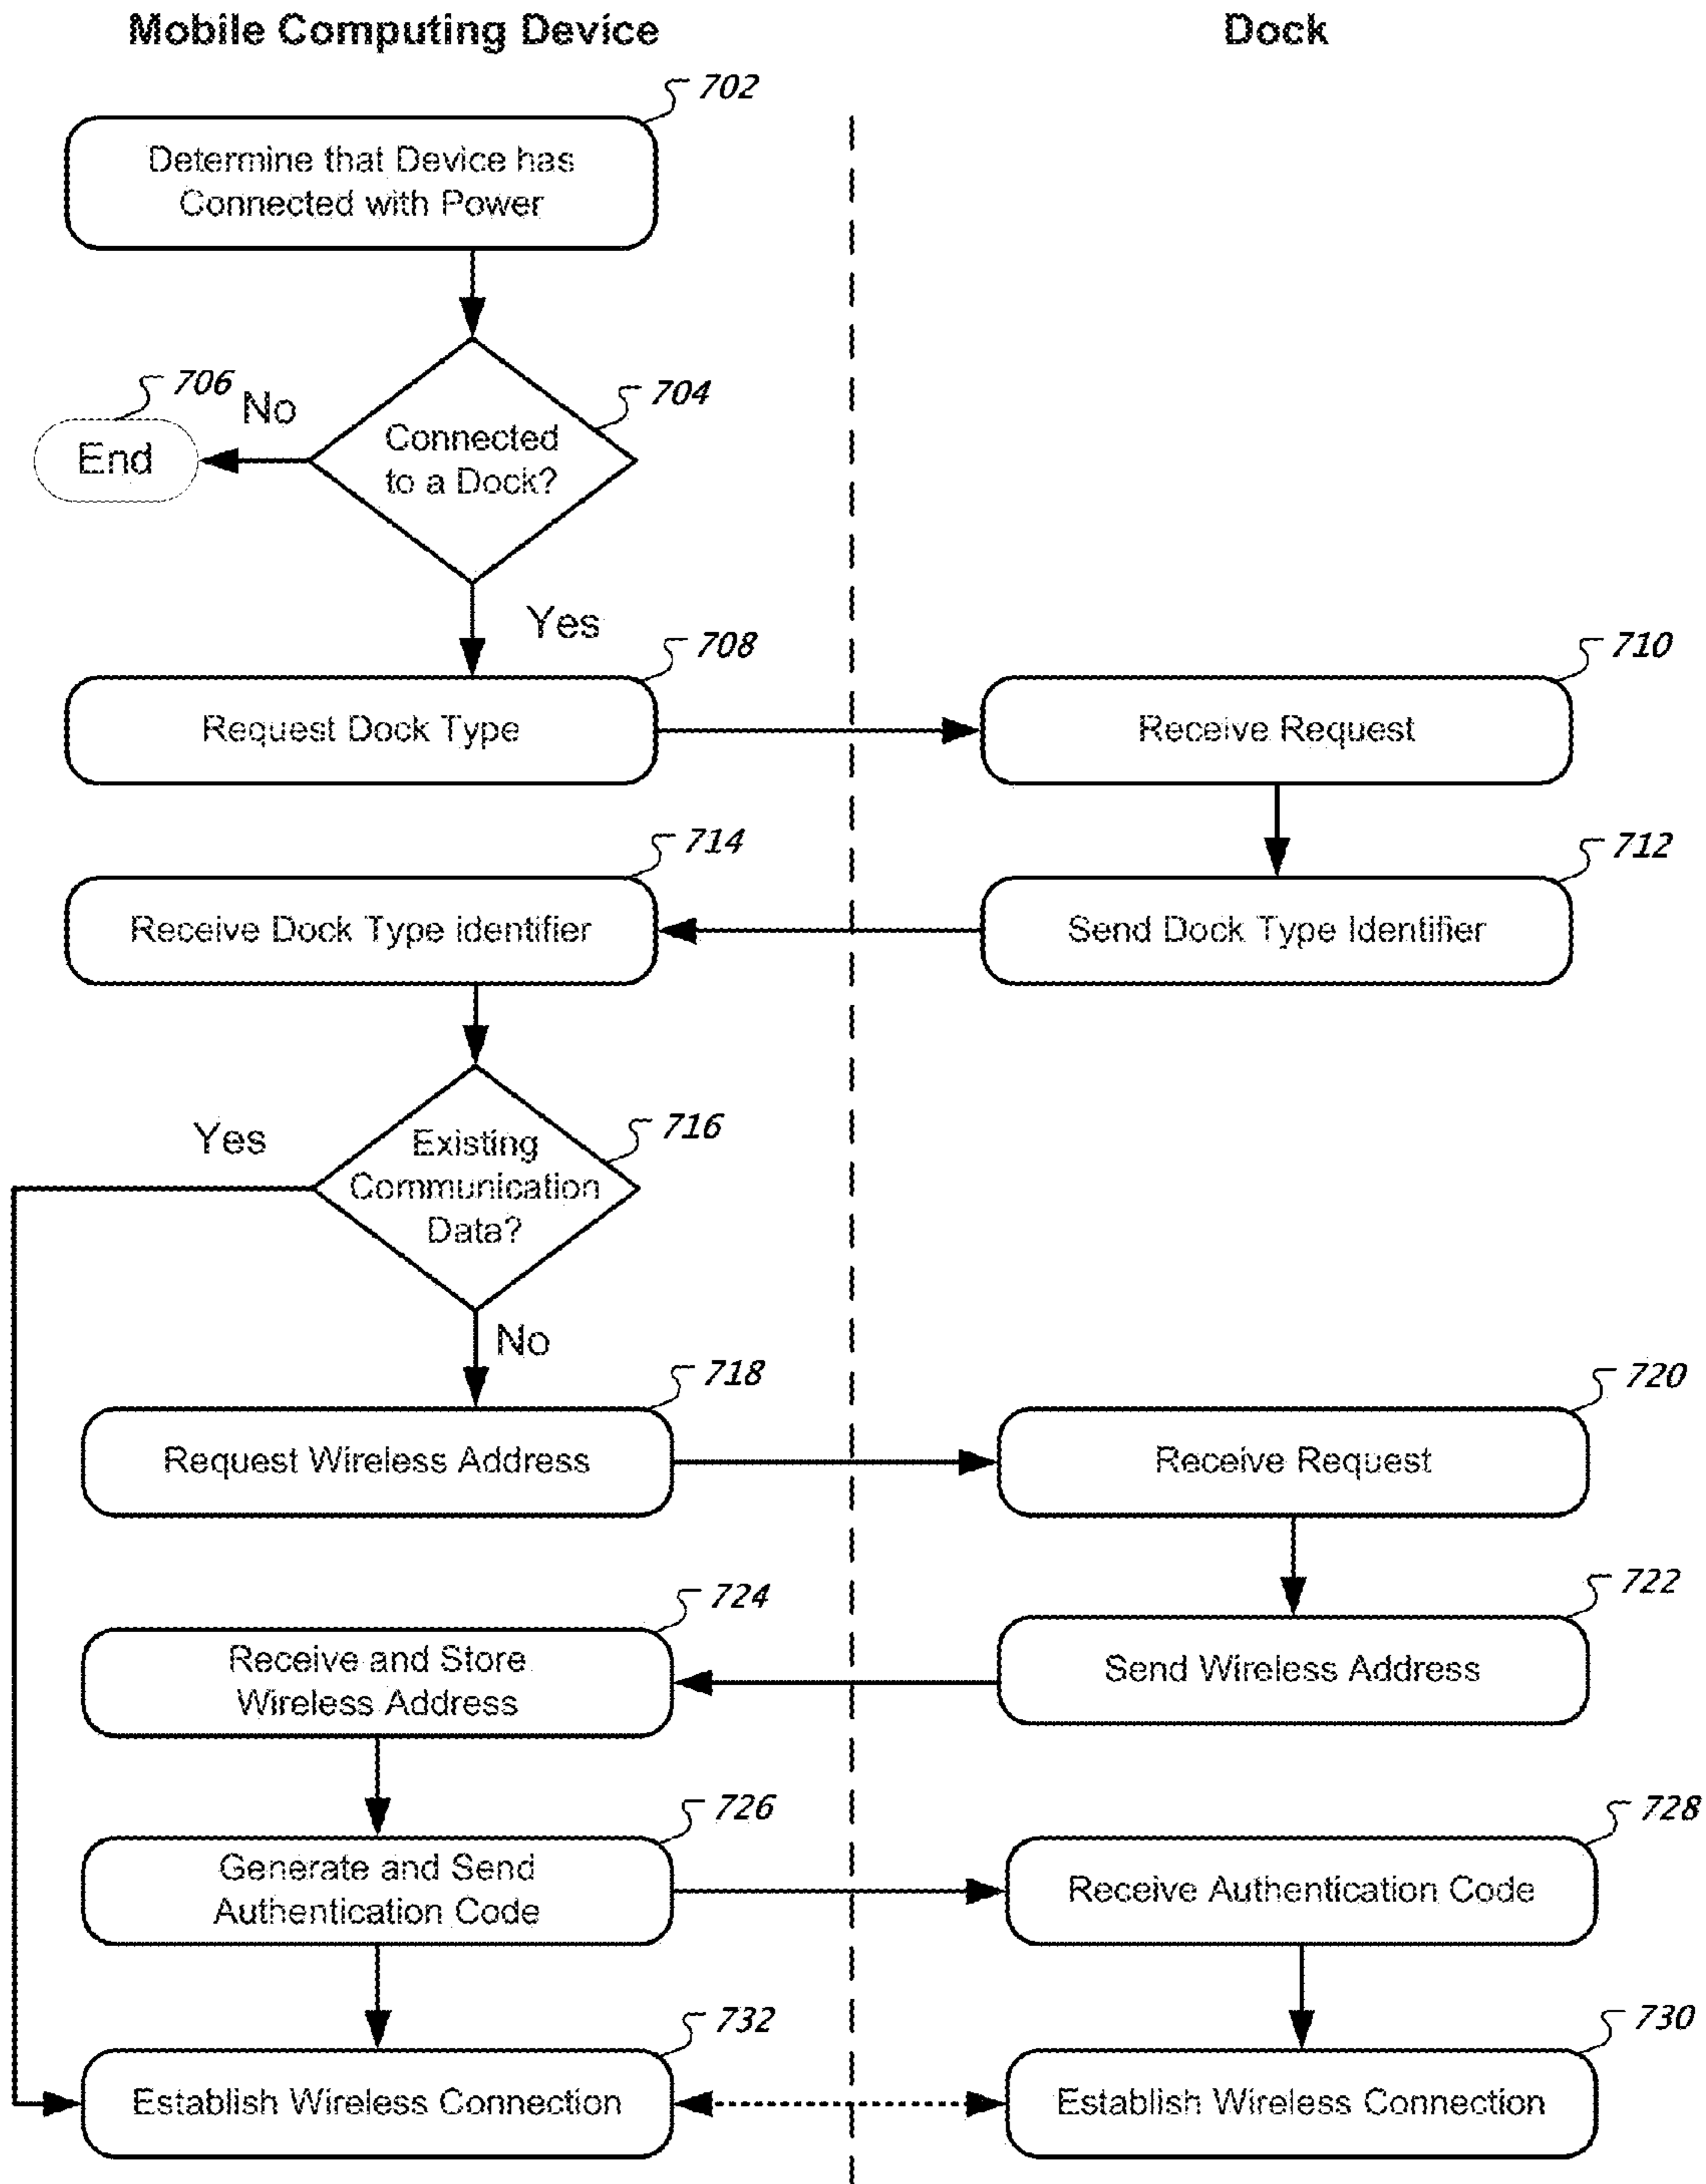 Mobile Computing Device
Dock
702
Determine that Device has
Connected with Power
706
No
704
End
Connected
to a Dock?
Yes
708
710
Request Dock Type
Receive Request
714
712
Receive Dock Type identifier
Send Dock Type Identifier
Yes
716
Existing
Communication
Data?
No
718
720
Request Wireless Address
Receive Request
724
722
Receive and Store
Wireless Address
Send Wireless Address
726
728
Generate and Send
Authentication Code
Receive Authentication Code
732
730
Establish Wireless Connection
Establish Wireless Connection